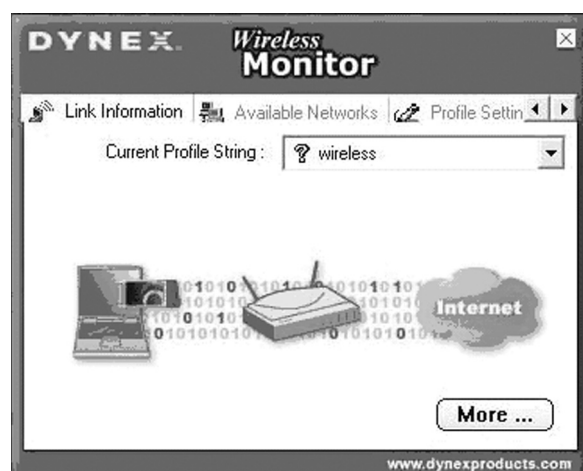 DYNEX Wireless Monitor
Link Information Available Networks Profile Settin
Current Profile String : wireless
Internet
More ...
www.dynexproducts.com